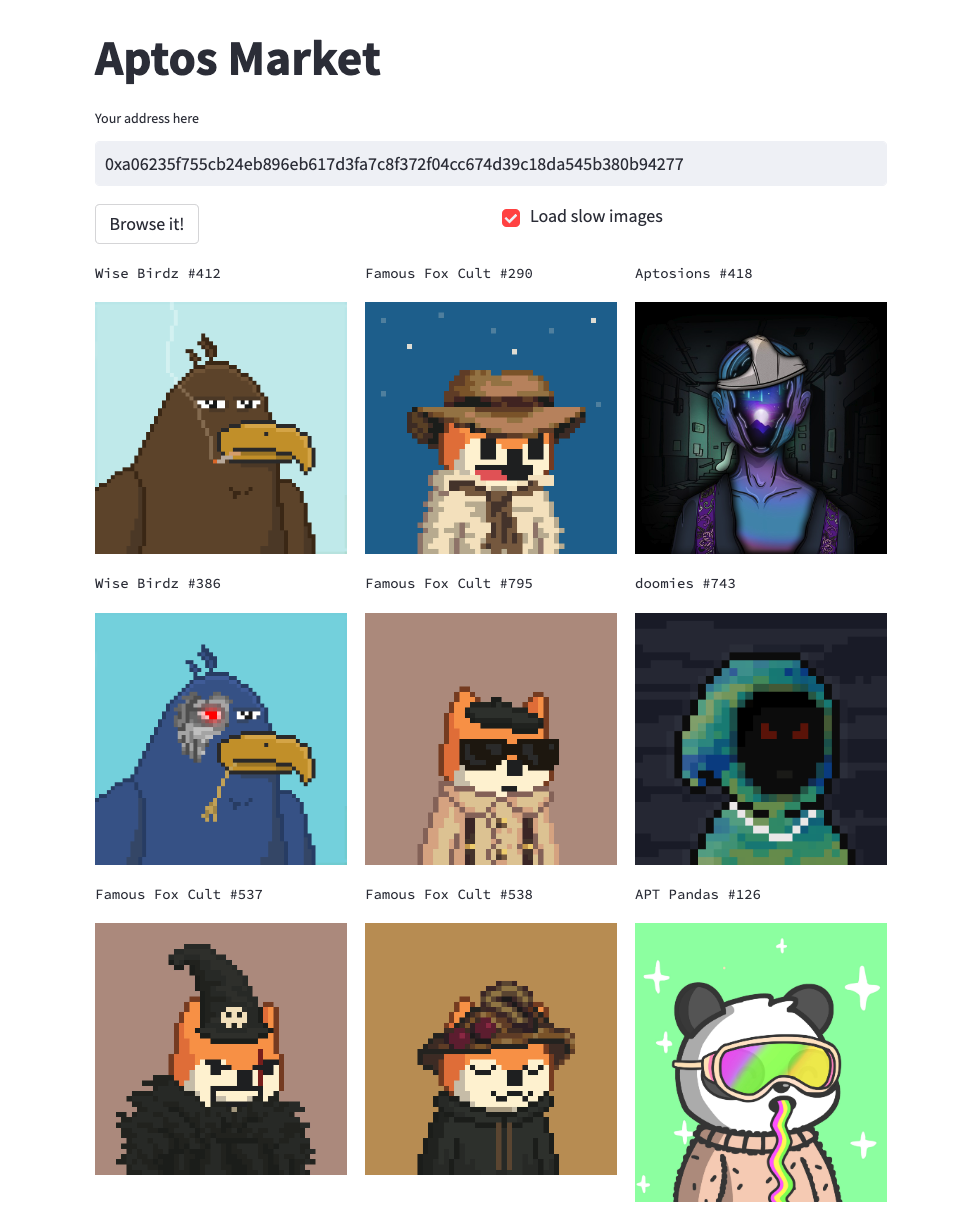 Aptos Market
Your address here
0xa06235f755cb24eb896eb617d3fa7c8f372f04cc674d39c18da545b380b94277
Browse it!
Load slow images
Wise Birdz #412
Famous Fox Cult #290
Aptosions #418
Wise Birdz #386
Famous Fox Cult #795
doomies #743
Famous Fox Cult #537
Famous Fox Cult #538
APT Pandas #126